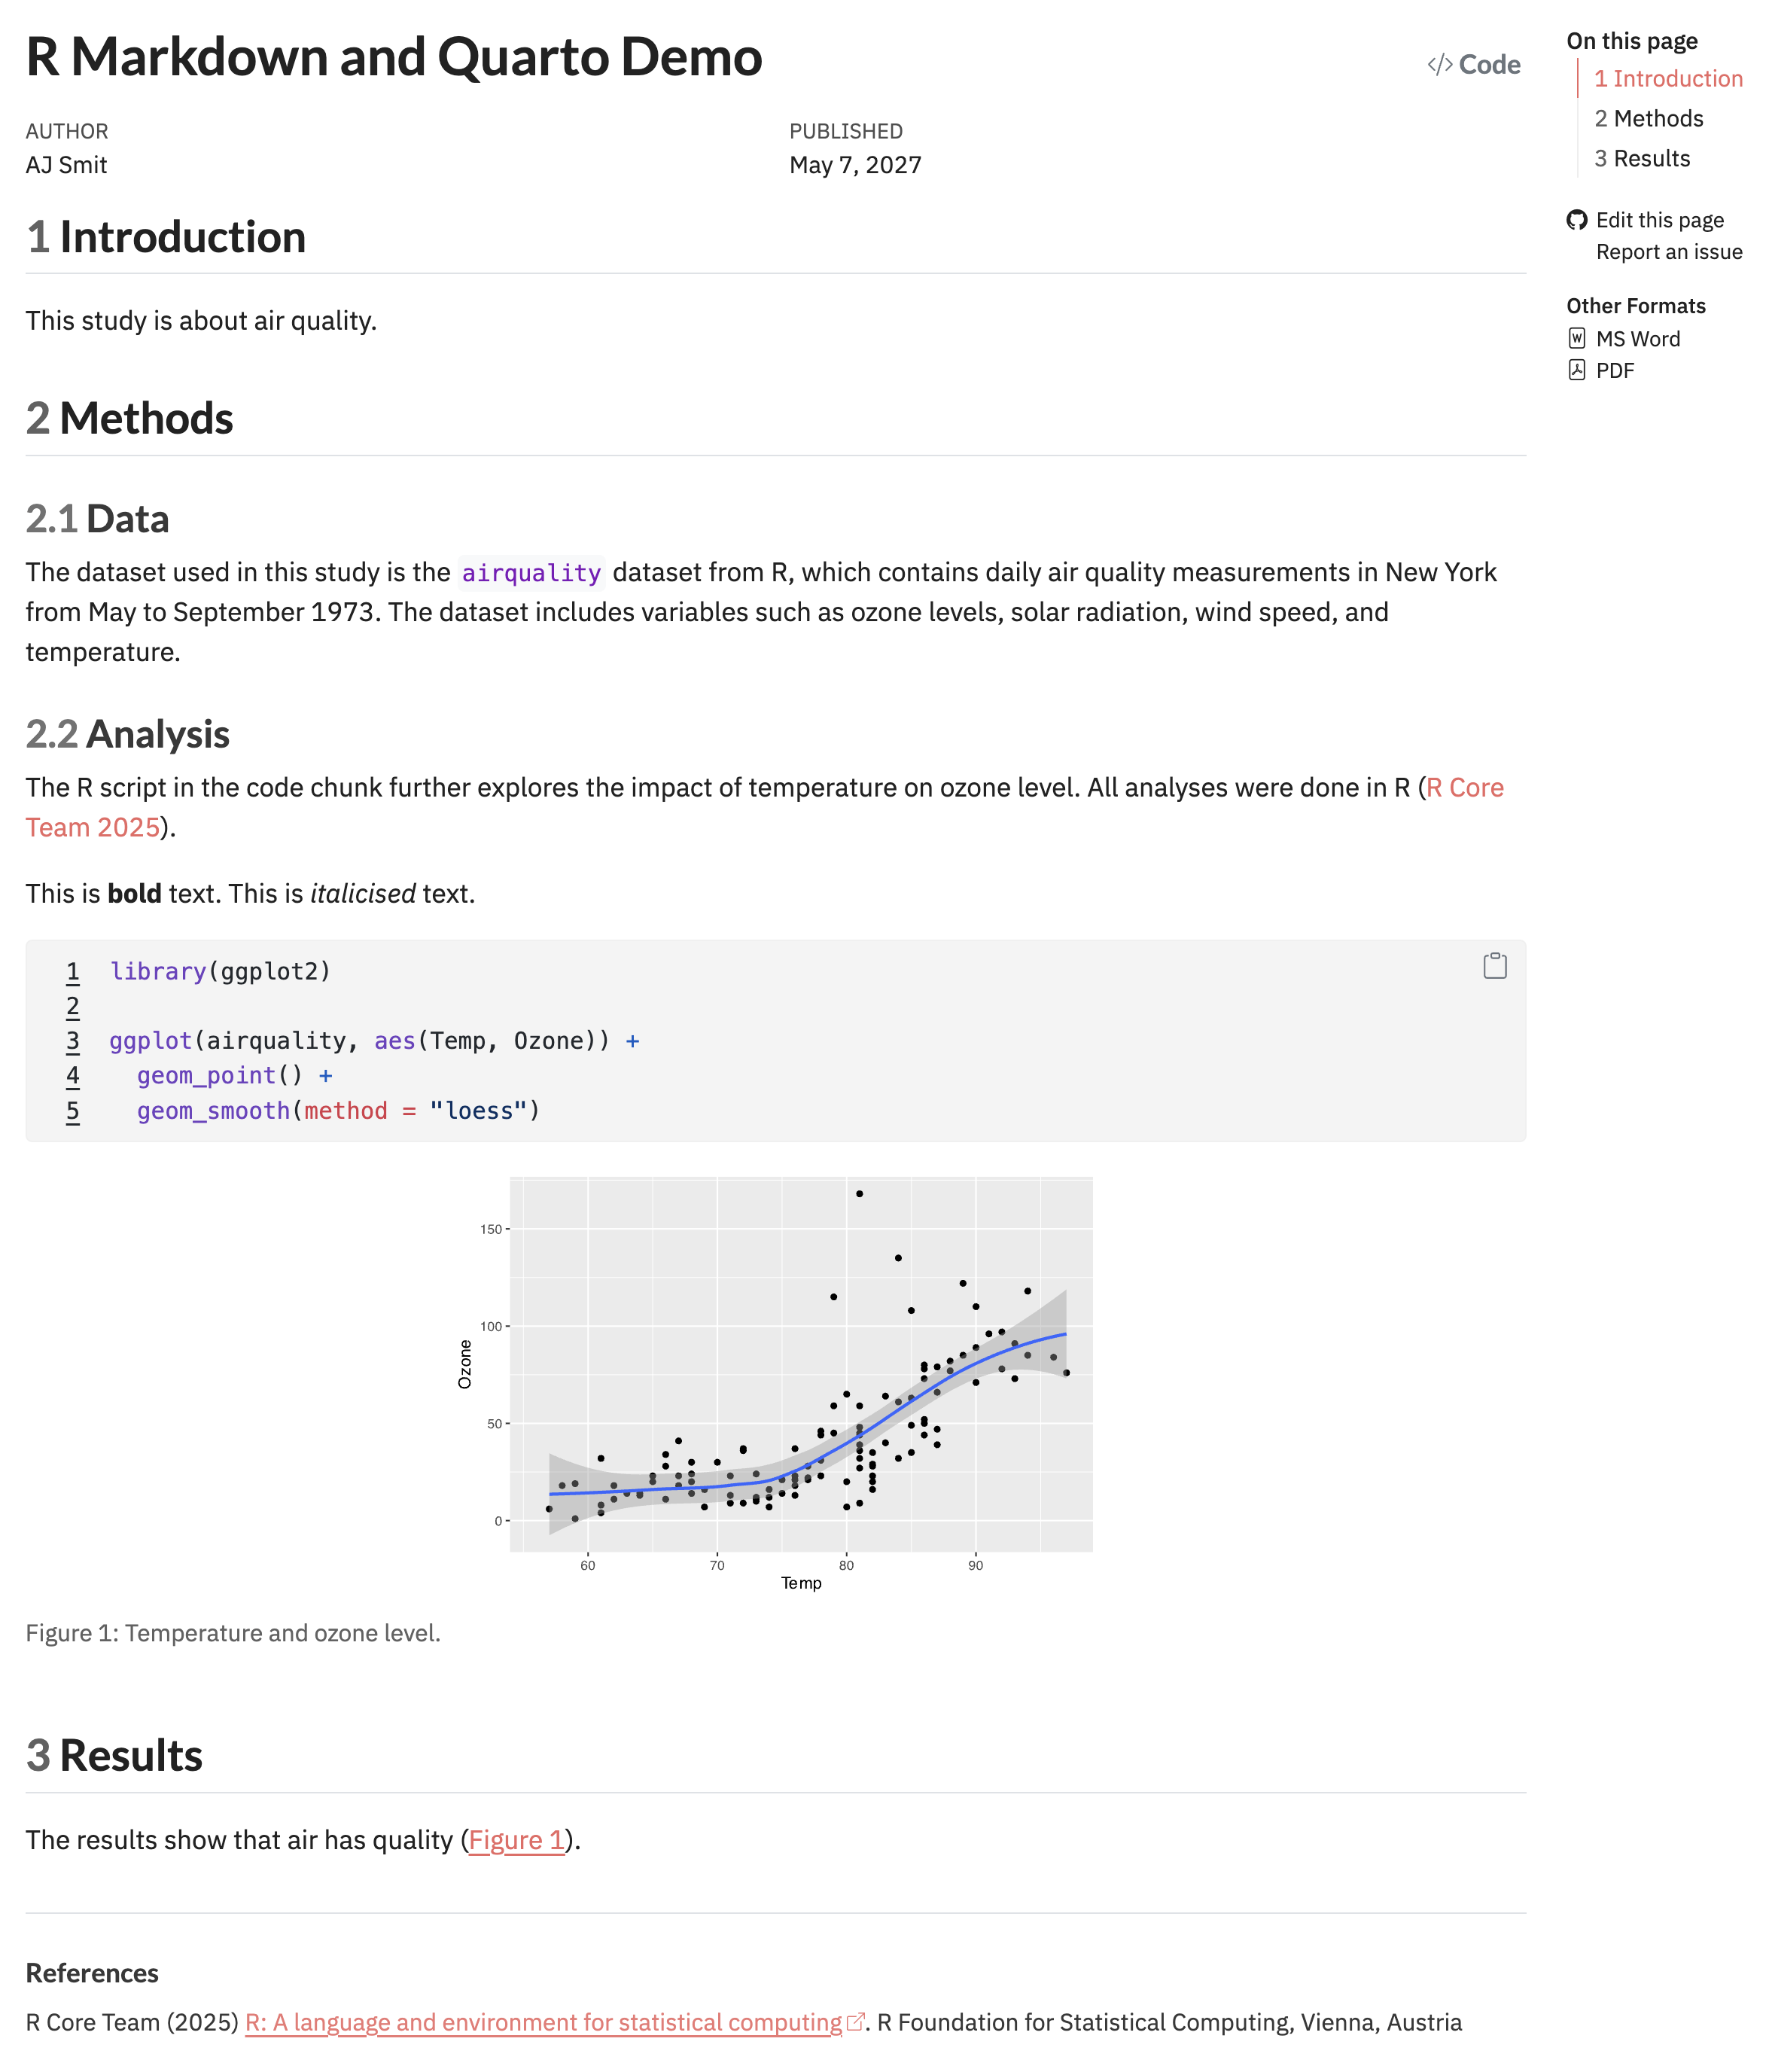 R Markdown and Quarto Demo
</> Code
AUTHOR
AJ Smit
PUBLISHED
May 7, 2027
On this page
1 Introduction
2 Methods
3 Results
Edit this page
Report an issue
Other Formats
MS Word
PDF
1 Introduction
This study is about air quality.
2 Methods
2.1 Data
The dataset used in this study is the airquality dataset from R, which contains daily air quality measurements in New York
from May to September 1973. The dataset includes variables such as ozone levels, solar radiation, wind speed, and
temperature.
2.2 Analysis
The R script in the code chunk further explores the impact of temperature on ozone level. All analyses were done in R (R Core
Team 2025).
This is bold text. This is italicised text.
1 library(ggplot2)
2
3 ggplot(airquality, aes(Temp, Ozone)) +
4   geom_point() +
5   geom_smooth(method = "loess")
150
100
50
0
Ozone
60 70 80 90
Temp
Figure 1: Temperature and ozone level.
3 Results
The results show that air has quality (Figure 1).
References
R Core Team (2025) R: A language and environment for statistical computing. R Foundation for Statistical Computing, Vienna, Austria